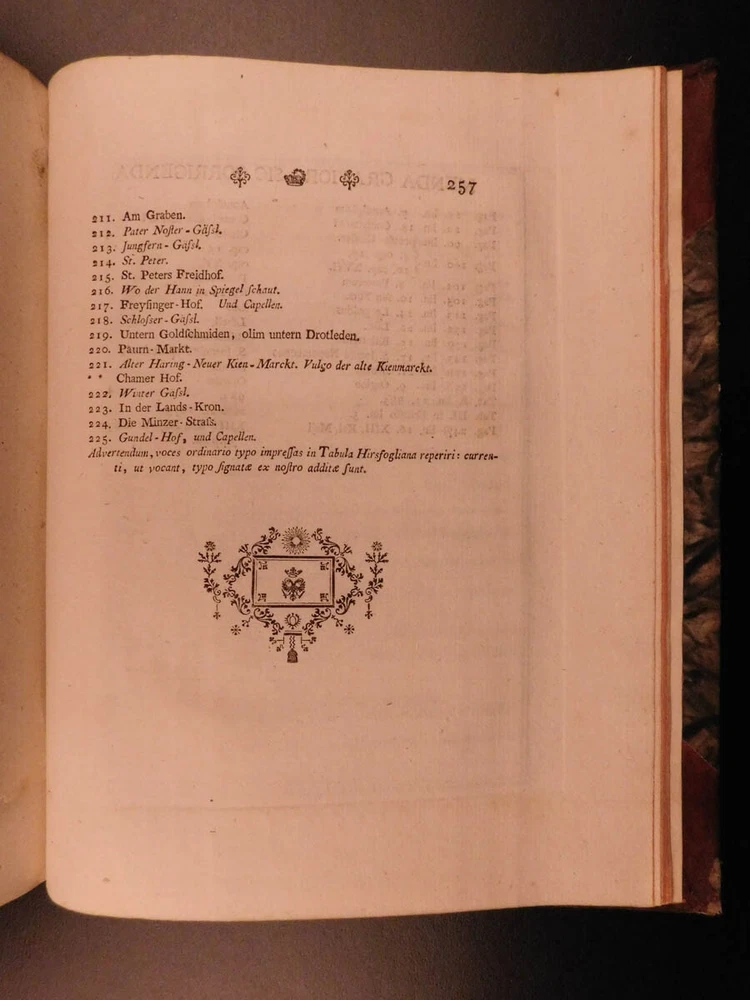 257
211. Am Graben.
212. Pater Noſter - Gäſsl.
213. Jungfern - Gäſsl.
214. St. Peter.
215. St. Peters Freidhof.
216. Wo der Hann in Spiegel ſchaut.
217. Freyſinger-Hof. Und Capellen.
218. Schloſser-Gäſsl.
219. Untern Goldſchmiden, olim untern Drotleden.
220. Paurn-Markt.
221. Alter Haring-Neuer Kien-Marckt. Vulgo der alte Kienmarckt.
* * Chamer Hof.
222. Winter Gaſsl.
223. In der Lands-Kron.
224. Die Minzer-Straſs.
225. Gundel-Hof, und Capellen.
Advertendum, voces ordinario typo impreſſas in Tabula Hirsfogliana reperiri: curren-
ti, ut vocant, typo ſignatæ ex noſtro additæ ſunt.